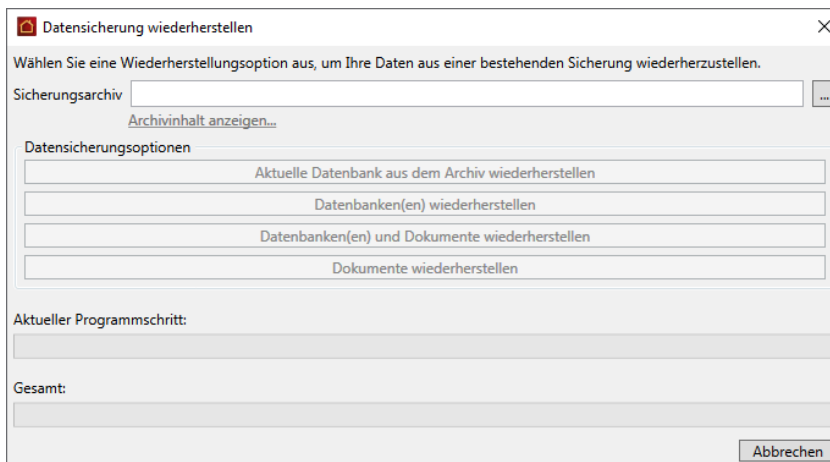 Datensicherung wiederherstellen
Wählen Sie eine Wiederherstellungsoption aus, um Ihre Daten aus einer bestehenden Sicherung wiederherzustellen.
Sicherungsarchiv
...
Archivinhalt anzeigen...
Datensicherungsoptionen
Aktuelle Datenbank aus dem Archiv wiederherstellen
Datenbanken(en) wiederherstellen
Datenbanken(en) und Dokumente wiederherstellen
Dokumente wiederherstellen
Aktueller Programmschritt:
Gesamt:
Abbrechen